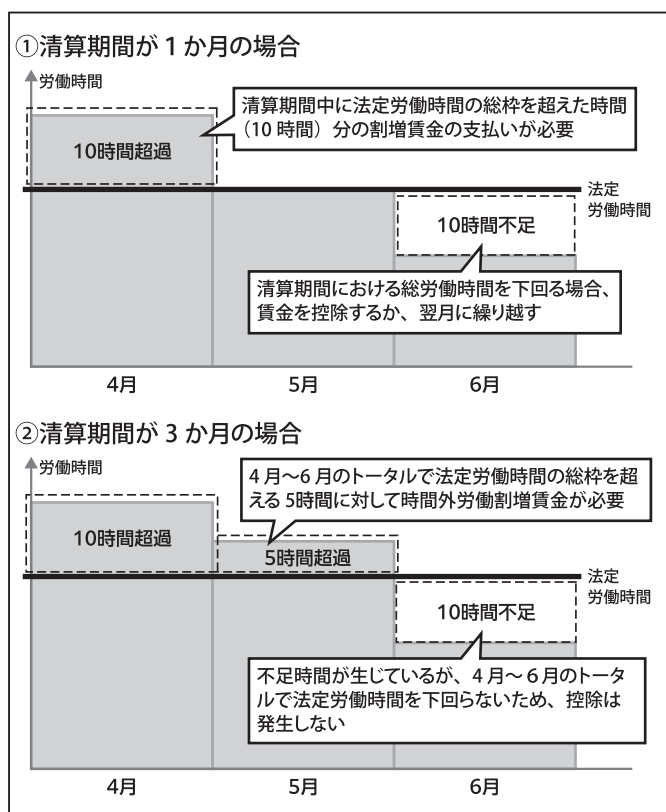 ①清算期間が 1 か月の場合
労働時間
清算期間中に法定労働時間の総枠を超えた時間
（10 時間）分の割増賃金の支払いが必要
10時間超過
法定
労働時間
10時間不足
清算期間における総労働時間を下回る場合、
賃金を控除するか、翌月に繰り越す
4月
5月
6月
②清算期間が 3 か月の場合
労働時間
4 月～6 月のトータルで法定労働時間の総枠を超
える 5時間に対して時間外労働割増賃金が必要
10時間超過
5時間超過
法定
労働時間
10時間不足
不足時間が生じているが、4 月～ 6 月のトータ
ルで法定労働時間を下回らないため、控除は
発生しない
4月
5月
6月